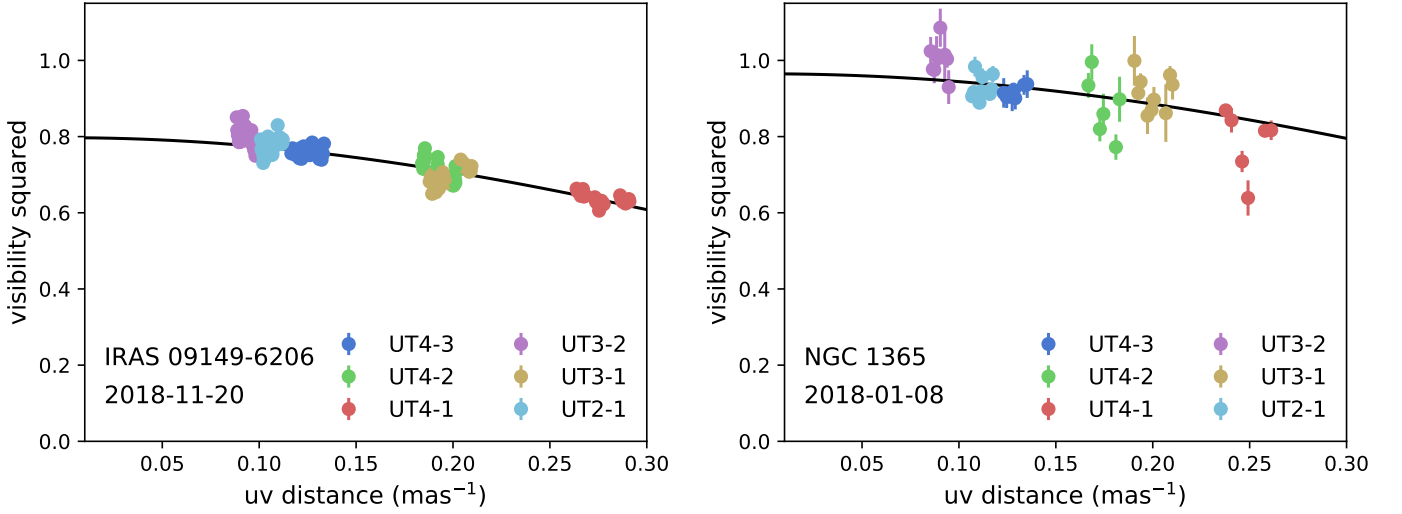 visibility squared
1.0
0.8
0.6
0.4
0.2
0.0
IRAS 09149-6206
2018-11-20
UT4-3
UT4-2
UT4-1
UT3-2
UT3-1
UT2-1
0.05 0.10 0.15 0.20 0.25 0.30
uv distance (mas⁻¹)
visibility squared
1.0
0.8
0.6
0.4
0.2
0.0
NGC 1365
2018-01-08
UT4-3
UT4-2
UT4-1
UT3-2
UT3-1
UT2-1
0.05 0.10 0.15 0.20 0.25 0.30
uv distance (mas⁻¹)